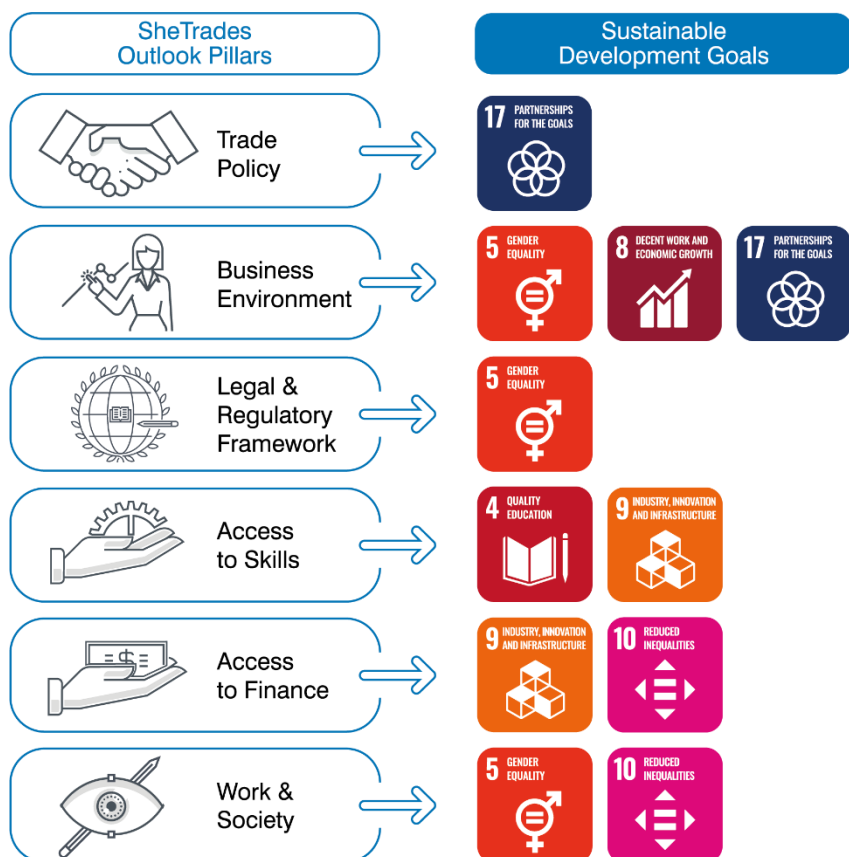 SheTrades
Outlook Pillars
Sustainable
Development Goals
Trade
Policy
17 PARTNERSHIPS
FOR THE GOALS
Business
Environment
5 GENDER
EQUALITY
8 DECENT WORK AND
ECONOMIC GROWTH
17 PARTNERSHIPS
FOR THE GOALS
Legal &
Regulatory
Framework
5 GENDER
EQUALITY
Access
to Skills
4 QUALITY
EDUCATION
9 INDUSTRY, INNOVATION
AND INFRASTRUCTURE
$
Access
to Finance
9 INDUSTRY, INNOVATION
AND INFRASTRUCTURE
10 REDUCED
INEQUALITIES
Work &
Society
5 GENDER
EQUALITY
10 REDUCED
INEQUALITIES